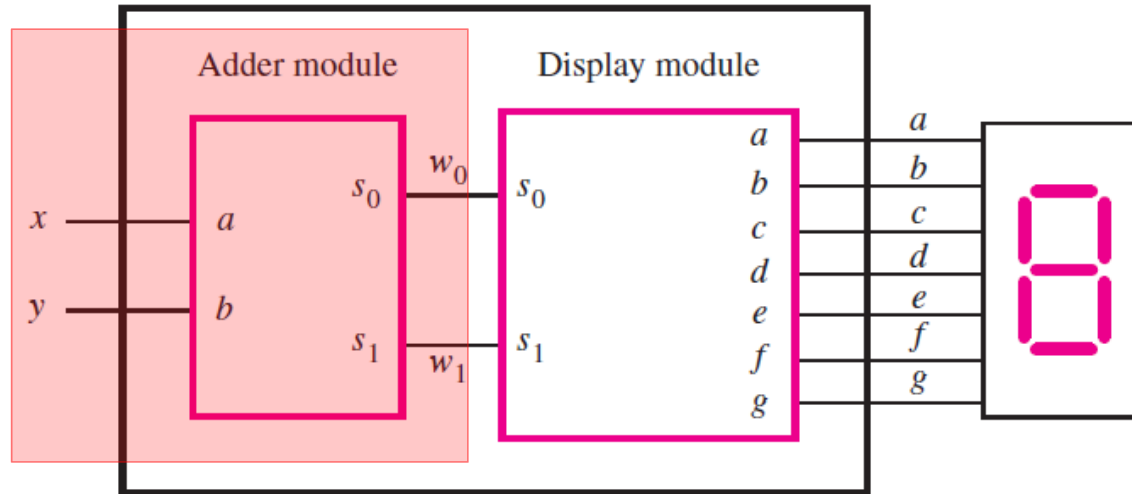 Adder module Display module
a a
b b
w0
s0 s0
c c
x a
d d
y b
e e
s1 s1
f f
w1
g g